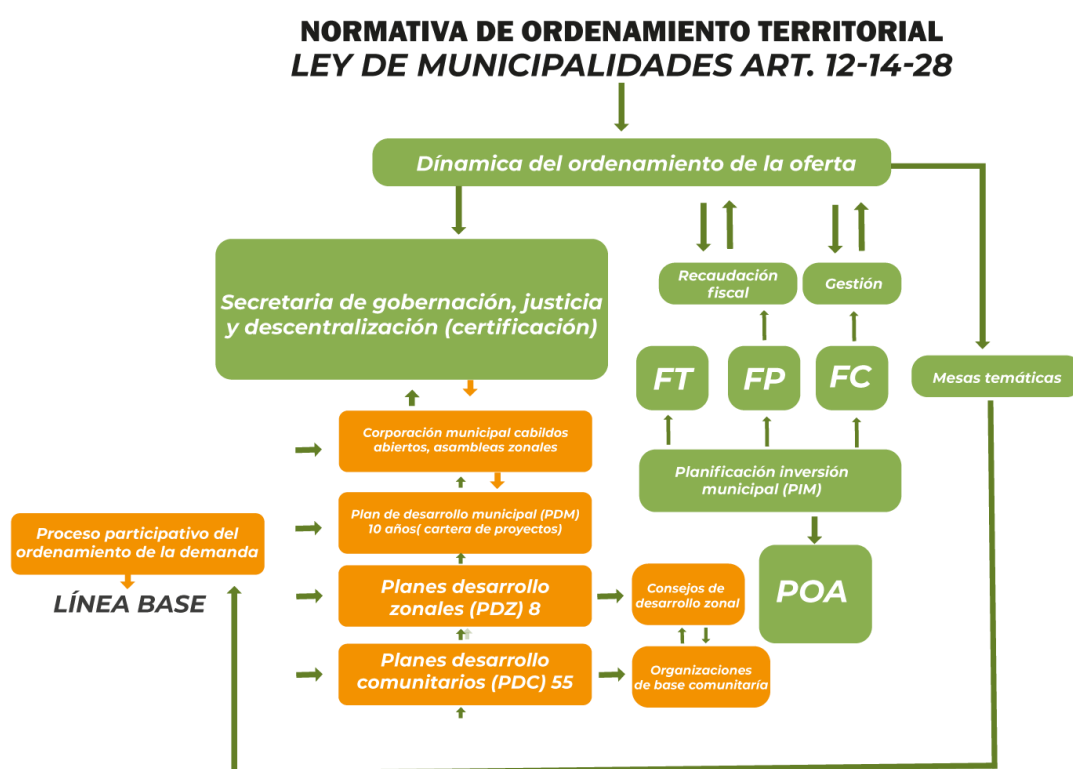 NORMATIVA DE ORDENAMIENTO TERRITORIAL
LEY DE MUNICIPALIDADES ART. 12-14-28
Dínamica del ordenamiento de la oferta
Secretaria de gobernación, justicia
y descentralización (certificación)
Recaudación
fiscal
Gestión
FT
FP
FC
Mesas temáticas
Corporación municipal cabildos
abiertos, asambleas zonales
Planificación inversión
municipal (PIM)
Plan de desarrollo municipal (PDM)
10 años( cartera de proyectos)
Proceso participativo del
ordenamiento de la demanda
LÍNEA BASE
Planes desarrollo
zonales (PDZ) 8
Consejos de
desarrollo zonal
POA
Planes desarrollo
comunitarios (PDC) 55
Organizaciones
de base comunitaría